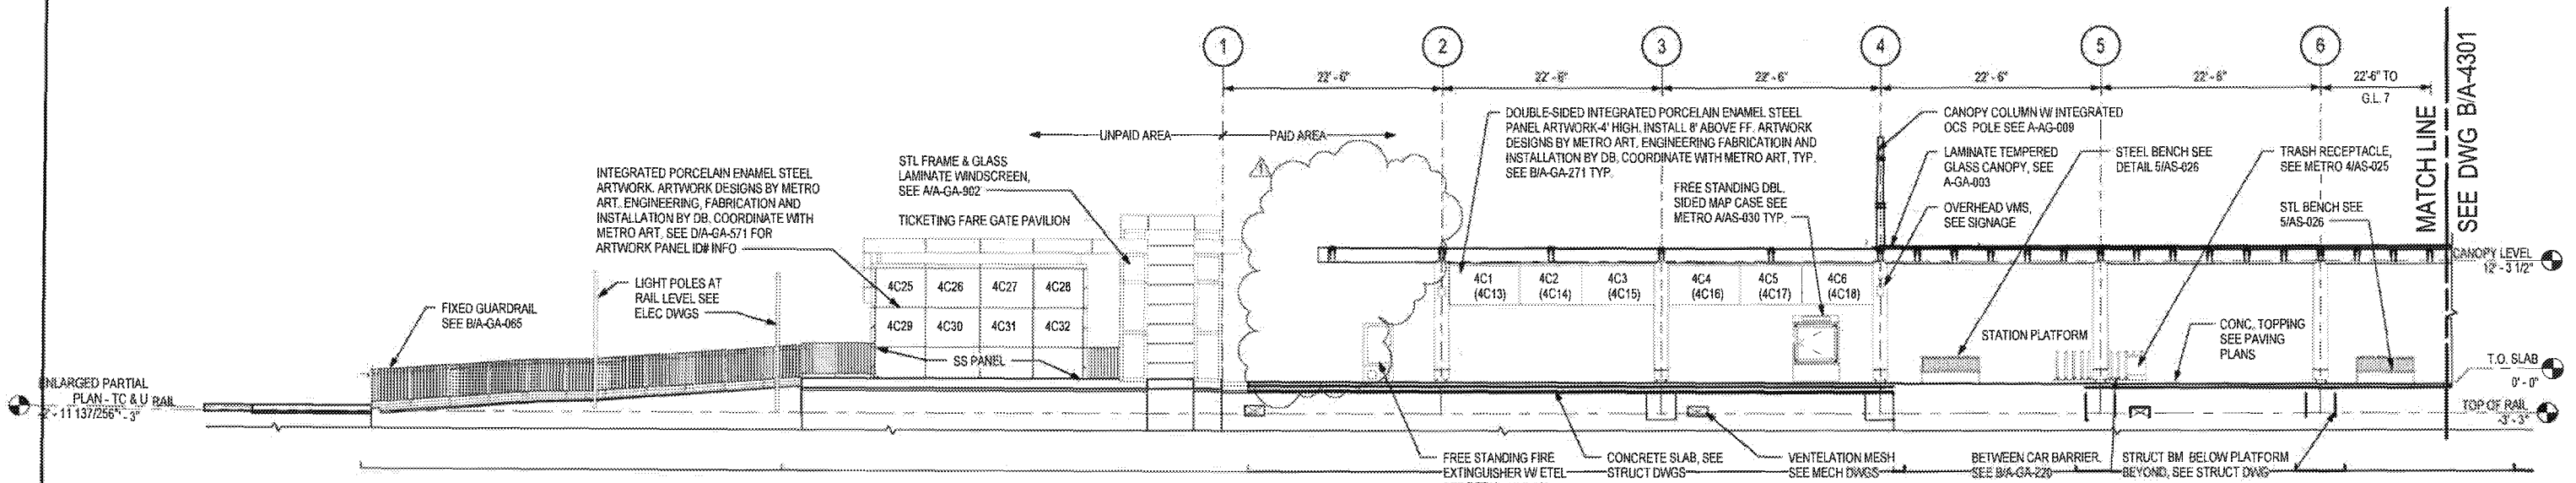 1
2
3
4
5
6
22'-6"
22'-6"
22'-6"
22'-6"
22'-6" TO
G.L. 7
MATCH LINE
SEE DWG B/A-4301
UNPAID AREA
PAID AREA
INTEGRATED PORCELAIN ENAMEL STEEL
ARTWORK. ARTWORK DESIGNS BY METRO
ART. ENGINEERING, FABRICATION AND
INSTALLATION BY DB, COORDINATE WITH
METRO ART, SEE D/A-GA-571 FOR
ARTWORK PANEL ID# INFO
STL FRAME & GLASS
LAMINATE WINDSCREEN,
SEE A/A-GA-902
TICKETING FARE GATE PAVILION
DOUBLE-SIDED INTEGRATED PORCELAIN ENAMEL STEEL
PANEL ARTWORK-4' HIGH. INSTALL 8' ABOVE FF. ARTWORK
DESIGNS BY METRO ART. ENGINEERING FABRICATIOIN AND
INSTALLATION BY DB, COORDINATE WITH METRO ART, TYP.
SEE B/A-GA-271 TYP.
FREE STANDING DBL.
SIDED MAP CASE SEE
METRO A/AS-030 TYP.
CANOPY COLUMN W/ INTEGRATED
OCS POLE SEE A-AG-009
LAMINATE TEMPERED
GLASS CANOPY, SEE
A-GA-003
OVERHEAD VMS,
SEE SIGNAGE
STEEL BENCH SEE
DETAIL 5/AS-026
TRASH RECEPTACLE,
SEE METRO 4/AS-025
STL BENCH SEE
5/AS-026
CANOPY LEVEL
12' - 3 1/2"
FIXED GUARDRAIL
SEE B/A-GA-065
LIGHT POLES AT
RAIL LEVEL SEE
ELEC DWGS
4C25
4C26
4C27
4C28
4C29
4C30
4C31
4C32
SS PANEL
4C1
(4C13)
4C2
(4C14)
4C3
(4C15)
4C4
(4C16)
4C5
(4C17)
4C6
(4C18)
STATION PLATFORM
CONC. TOPPING
SEE PAVING
PLANS
T.O. SLAB
0' - 0"
TOP OF RAIL
-3' - 3"
ENLARGED PARTIAL
PLAN - TC & U RAIL
11 137/256"
- 3"
FREE STANDING FIRE
EXTINGUISHER W/ ETEL
CONCRETE SLAB, SEE
STRUCT DWGS
VENTELATION MESH
SEE MECH DWGS
BETWEEN CAR BARRIER.
SEE B/A-GA-220
STRUCT BM BELOW PLATFORM
BEYOND, SEE STRUCT DWG